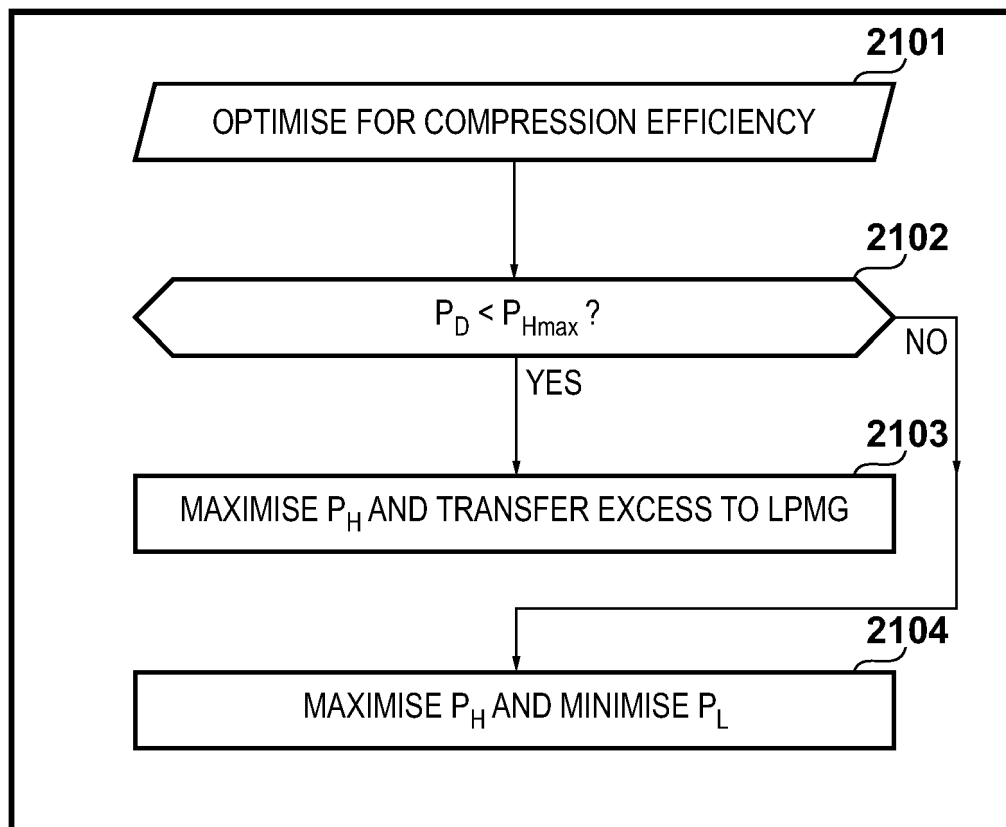 2101
OPTIMISE FOR COMPRESSION EFFICIENCY
2102
P_D < P_Hmax ?
NO
YES
2103
MAXIMISE P_H AND TRANSFER EXCESS TO LPMG
2104
MAXIMISE P_H AND MINIMISE P_L